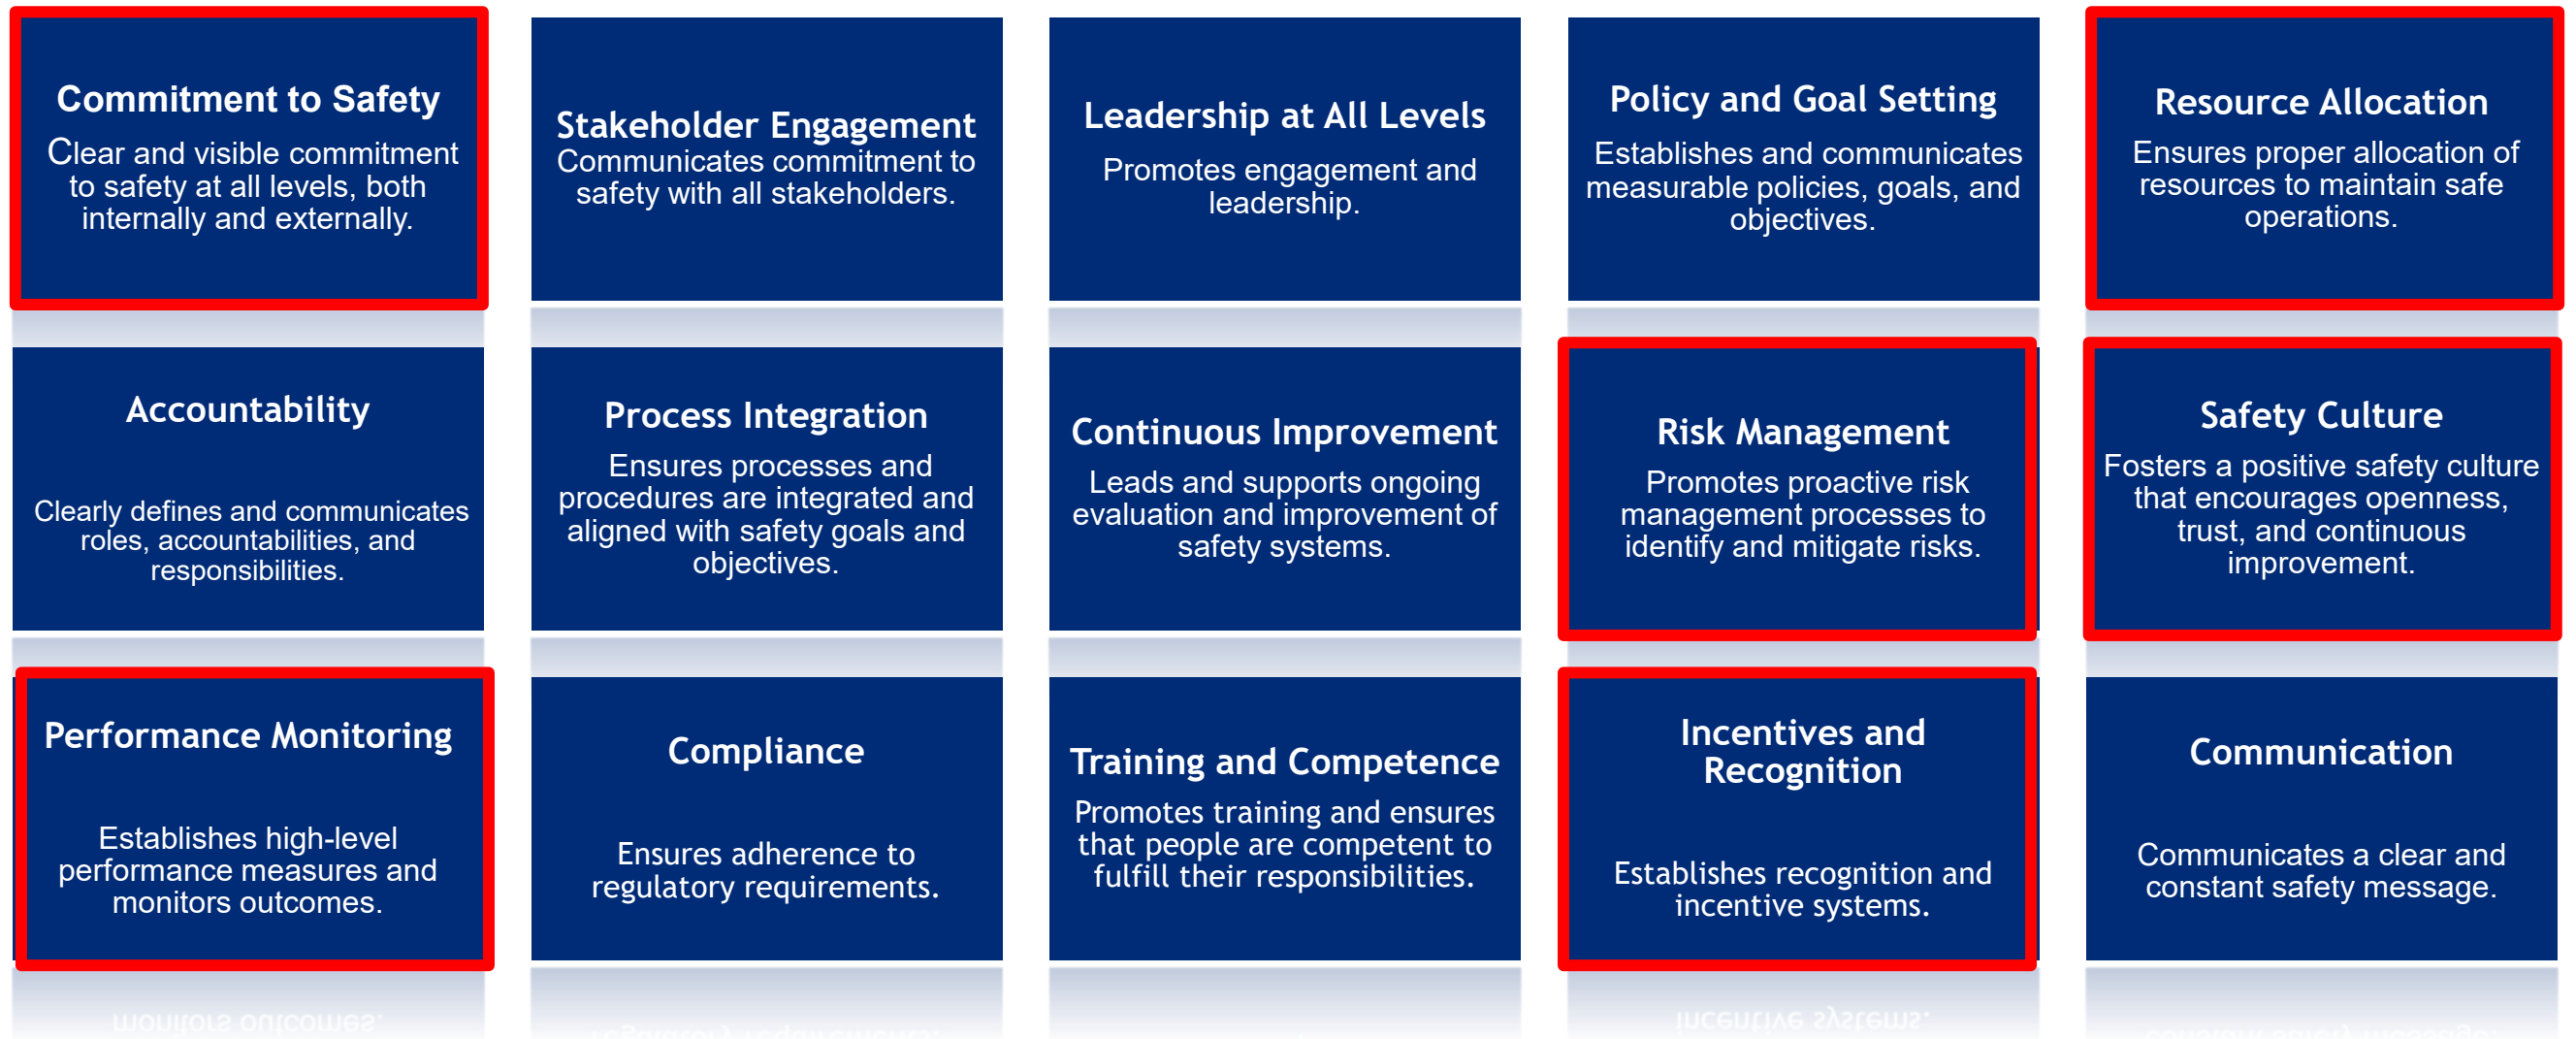 Commitment to Safety
Clear and visible commitment
to safety at all levels, both
internally and externally.
Stakeholder Engagement
Communicates commitment to
safety with all stakeholders.
Leadership at All Levels
Promotes engagement and
leadership.
Policy and Goal Setting
Establishes and communicates
measurable policies, goals, and
objectives.
Resource Allocation
Ensures proper allocation of
resources to maintain safe
operations.
Accountability
Clearly defines and communicates
roles, accountabilities, and
responsibilities.
Process Integration
Ensures processes and
procedures are integrated and
aligned with safety goals and
objectives.
Continuous Improvement
Leads and supports ongoing
evaluation and improvement of
safety systems.
Risk Management
Promotes proactive risk
management processes to
identify and mitigate risks.
Safety Culture
Fosters a positive safety culture
that encourages openness,
trust, and continuous
improvement.
Performance Monitoring
Establishes high-level
performance measures and
monitors outcomes.
Compliance
Ensures adherence to
regulatory requirements.
Training and Competence
Promotes training and ensures
that people are competent to
fulfill their responsibilities.
Incentives and
Recognition
Establishes recognition and
incentive systems.
Communication
Communicates a clear and
constant safety message.